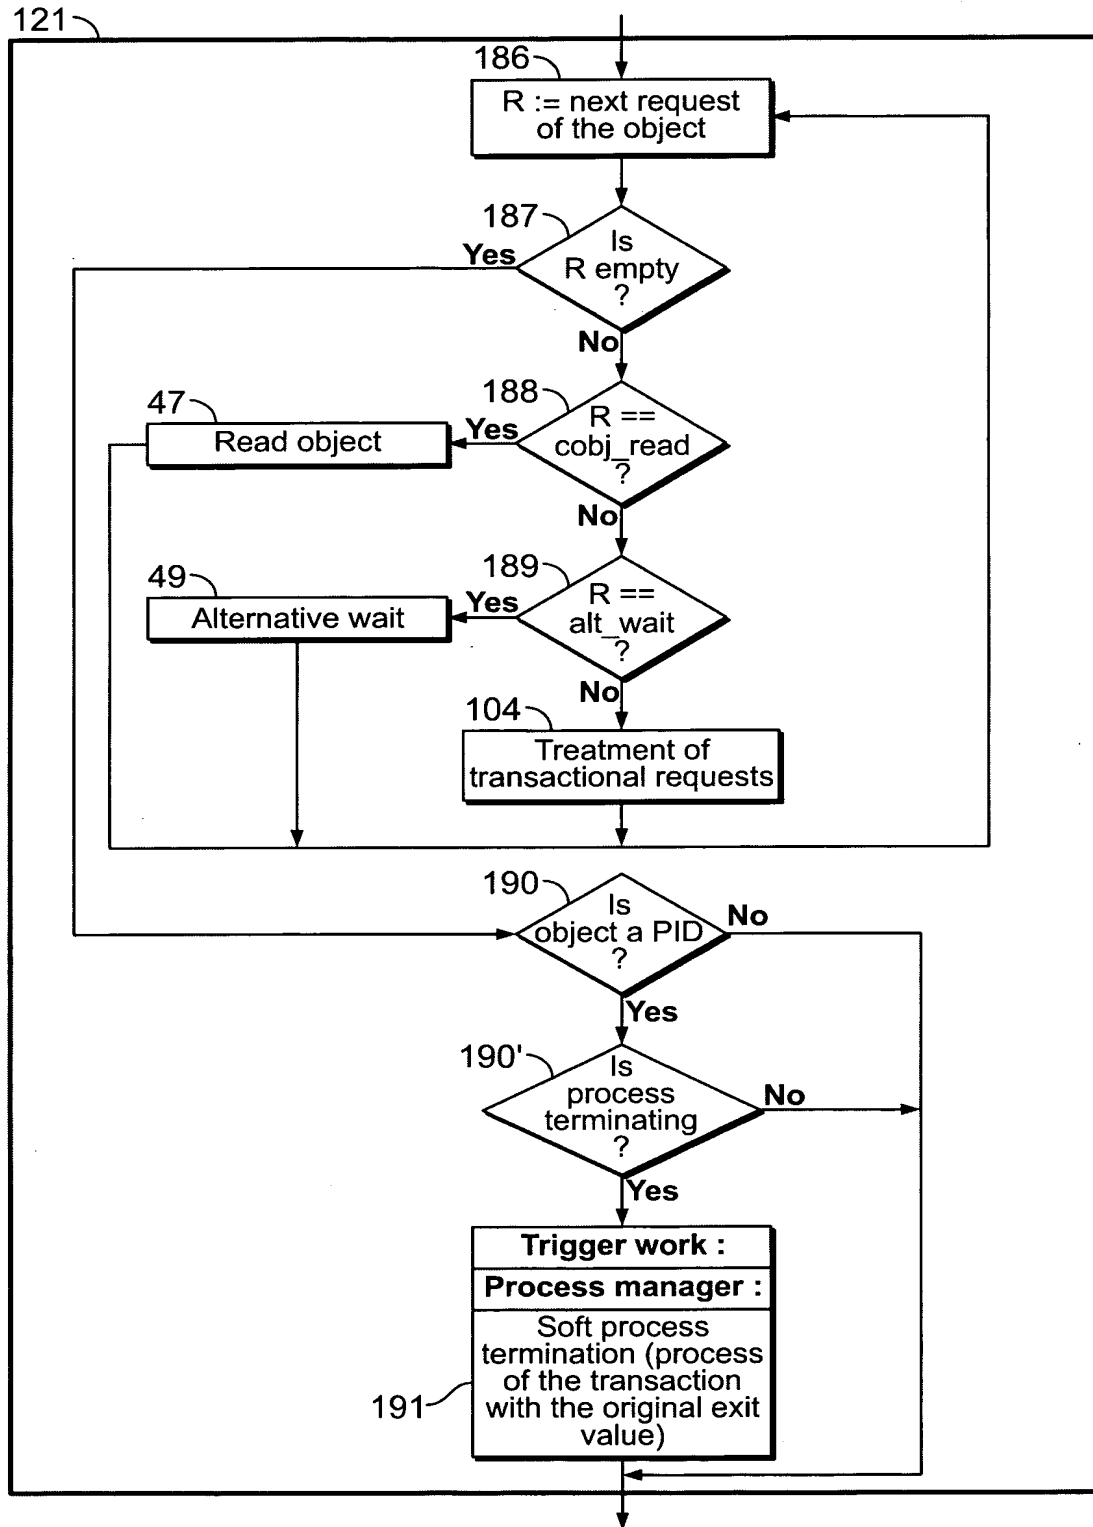 121
186
R := next request
of the object
187
Is
R empty
?
Yes
No
188
R ==
cobj_read
?
Yes
47
Read object
No
189
R ==
alt_wait
?
Yes
49
Alternative wait
No
104
Treatment of
transactional requests
190
Is
object a PID
?
No
Yes
190'
Is
process
terminating
?
No
Yes
Trigger work :
Process manager :
Soft process
termination (process
of the transaction
with the original exit
value)
191